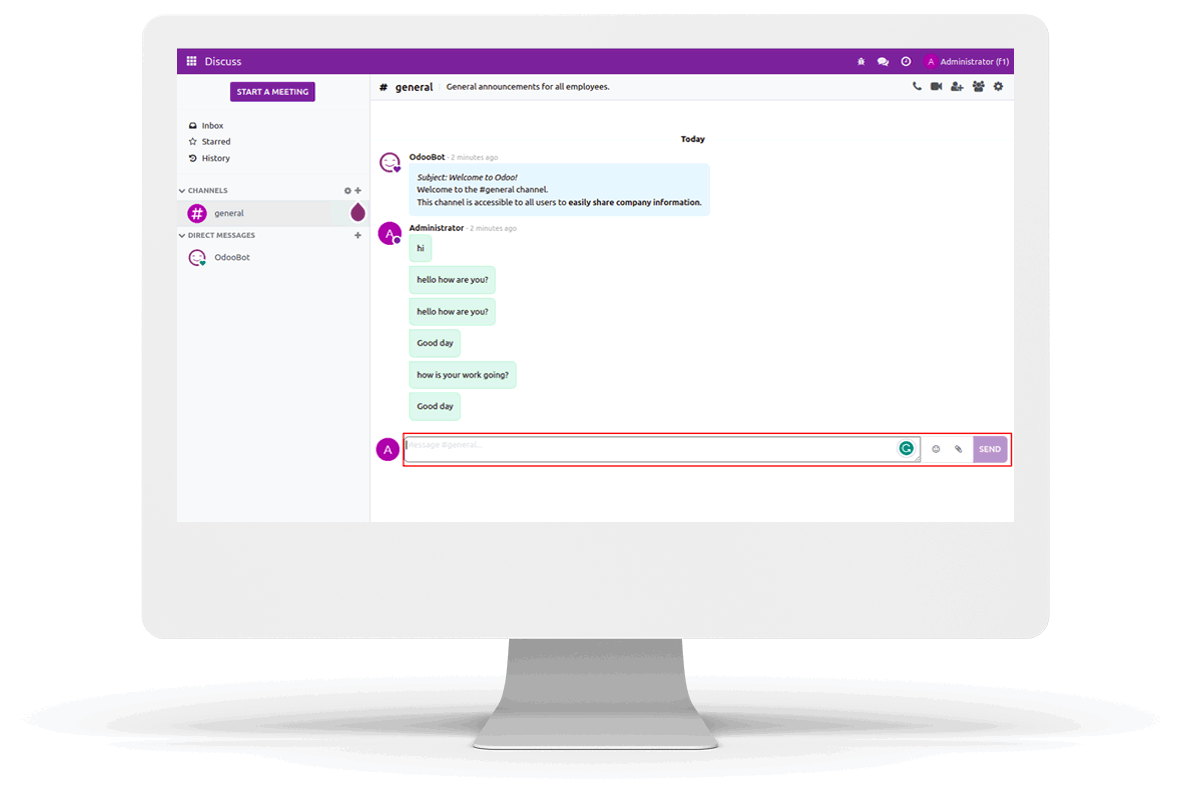 Discuss
A Administrator (f1)
START A MEETING
# general
General announcements for all employees.
Inbox
Starred
History
CHANNELS
# general
DIRECT MESSAGES
OdooBot
Today
OdooBot - 2 minutes ago
Subject: Welcome to Odoo!
Welcome to the #general channel.
This channel is accessible to all users to easily share company information.
A
Administrator - 2 minutes ago
hi
hello how are you?
hello how are you?
Good day
how is your work going?
Good day
A
Message #general...
SEND